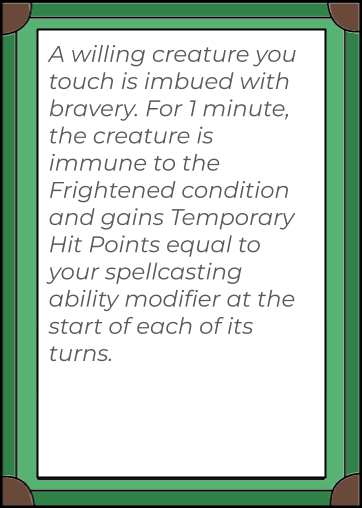 A willing creature you
touch is imbued with
bravery. For 1 minute,
the creature is
immune to the
Frightened condition
and gains Temporary
Hit Points equal to
your spellcasting
ability modifier at the
start of each of its
turns.